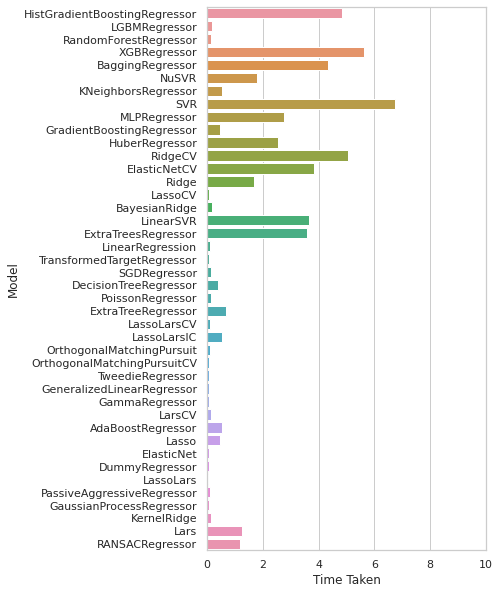 HistGradientBoostingRegressor
LGBMRegressor
RandomForestRegressor
XGBRegressor
BaggingRegressor
NuSVR
KNeighborsRegressor
SVR
MLPRegressor
GradientBoostingRegressor
HuberRegressor
RidgeCV
ElasticNetCV
Ridge
LassoCV
BayesianRidge
LinearSVR
ExtraTreesRegressor
LinearRegression
TransformedTargetRegressor
SGDRegressor
DecisionTreeRegressor
PoissonRegressor
ExtraTreeRegressor
LassoLarsCV
LassoLarsIC
OrthogonalMatchingPursuit
OrthogonalMatchingPursuitCV
TweedieRegressor
GeneralizedLinearRegressor
GammaRegressor
LarsCV
AdaBoostRegressor
Lasso
ElasticNet
DummyRegressor
LassoLars
PassiveAggressiveRegressor
GaussianProcessRegressor
KernelRidge
Lars
RANSACRegressor
Model
0 2 4 6 8 10
Time Taken